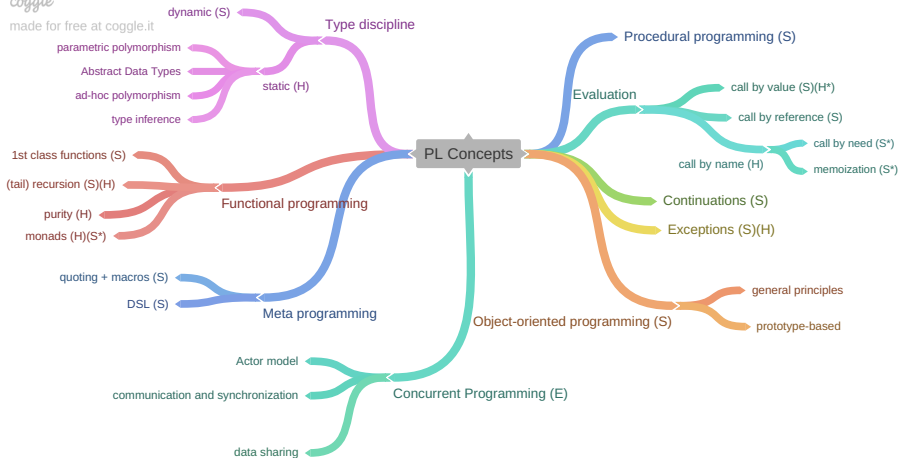 coggle
made for free at coggle.it
dynamic (S)
Type discipline
parametric polymorphism
Abstract Data Types
static (H)
ad-hoc polymorphism
type inference
1st class functions (S)
(tail) recursion (S)(H)
Functional programming
purity (H)
monads (H)(S*)
quoting + macros (S)
DSL (S)
Meta programming
Actor model
communication and synchronization
Concurrent Programming (E)
data sharing
PL Concepts
Procedural programming (S)
Evaluation
call by value (S)(H*)
call by reference (S)
call by name (H)
call by need (S*)
memoization (S*)
Continuations (S)
Exceptions (S)(H)
Object-oriented programming (S)
general principles
prototype-based